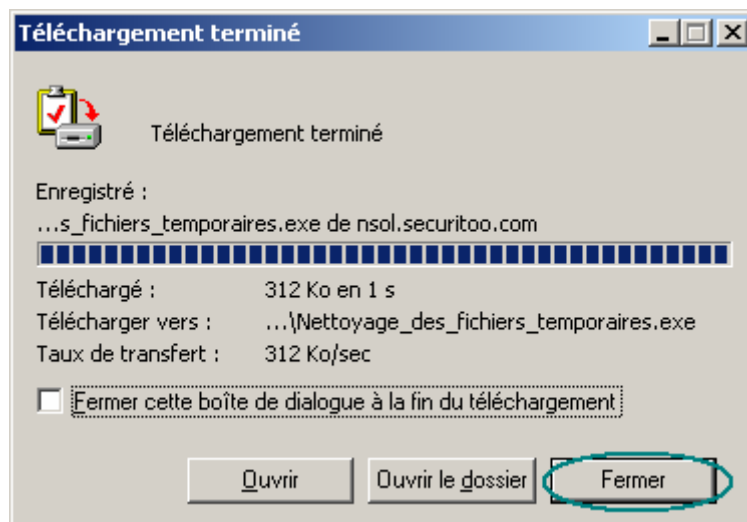 Téléchargement terminé
Téléchargement terminé
Enregistré :
...s_fichiers_temporaires.exe de nsol.securitoo.com
Téléchargé : 312 Ko en 1 s
Télécharger vers : ...\Nettoyage_des_fichiers_temporaires.exe
Taux de transfert : 312 Ko/sec
Fermer cette boîte de dialogue à la fin du téléchargement
Ouvrir Ouvrir le dossier Fermer